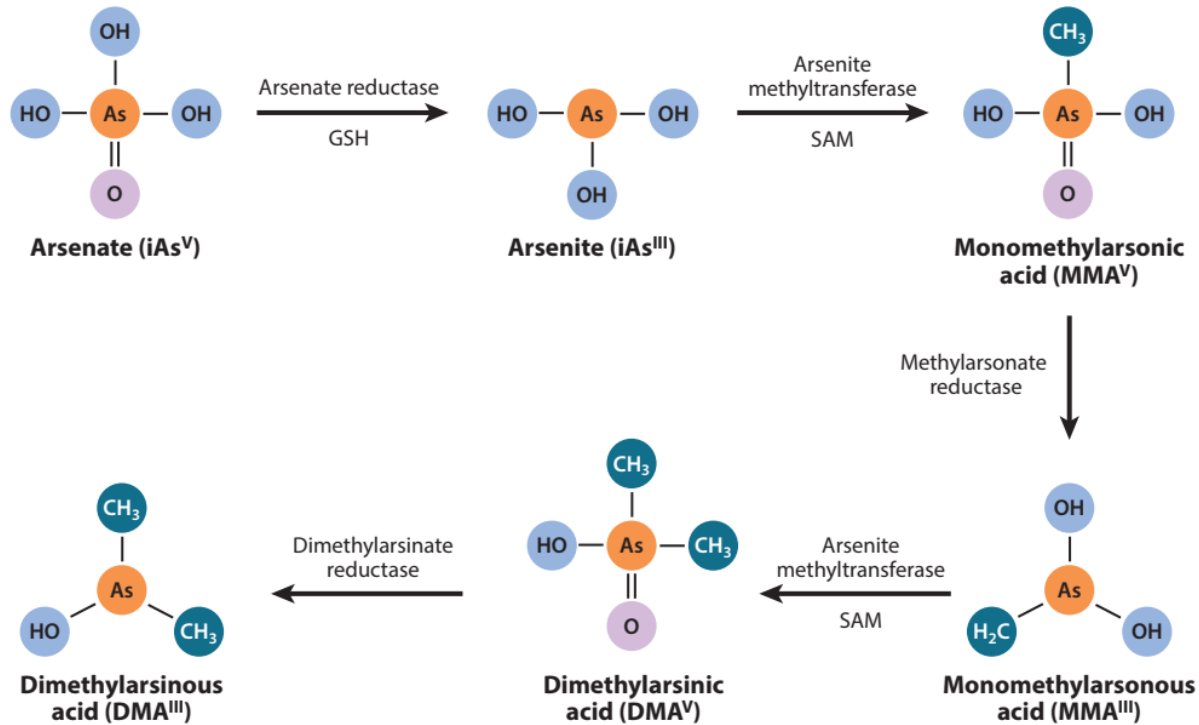 OH
HO
As
OH
O
Arsenate (iAsⱽ)
Arsenate reductase
GSH
HO
As
OH
OH
Arsenite (iAsᴵᴵᴵ)
Arsenite
methyltransferase
SAM
CH₃
HO
As
OH
O
Monomethylarsonic
acid (MMAⱽ)
Methylarsonate
reductase
OH
As
H₂C
OH
Monomethylarsonous
acid (MMAᴵᴵᴵ)
Arsenite
methyltransferase
SAM
CH₃
HO
As
CH₃
O
Dimethylarsinic
acid (DMAⱽ)
Dimethylarsinate
reductase
CH₃
As
HO
CH₃
Dimethylarsinous
acid (DMAᴵᴵᴵ)